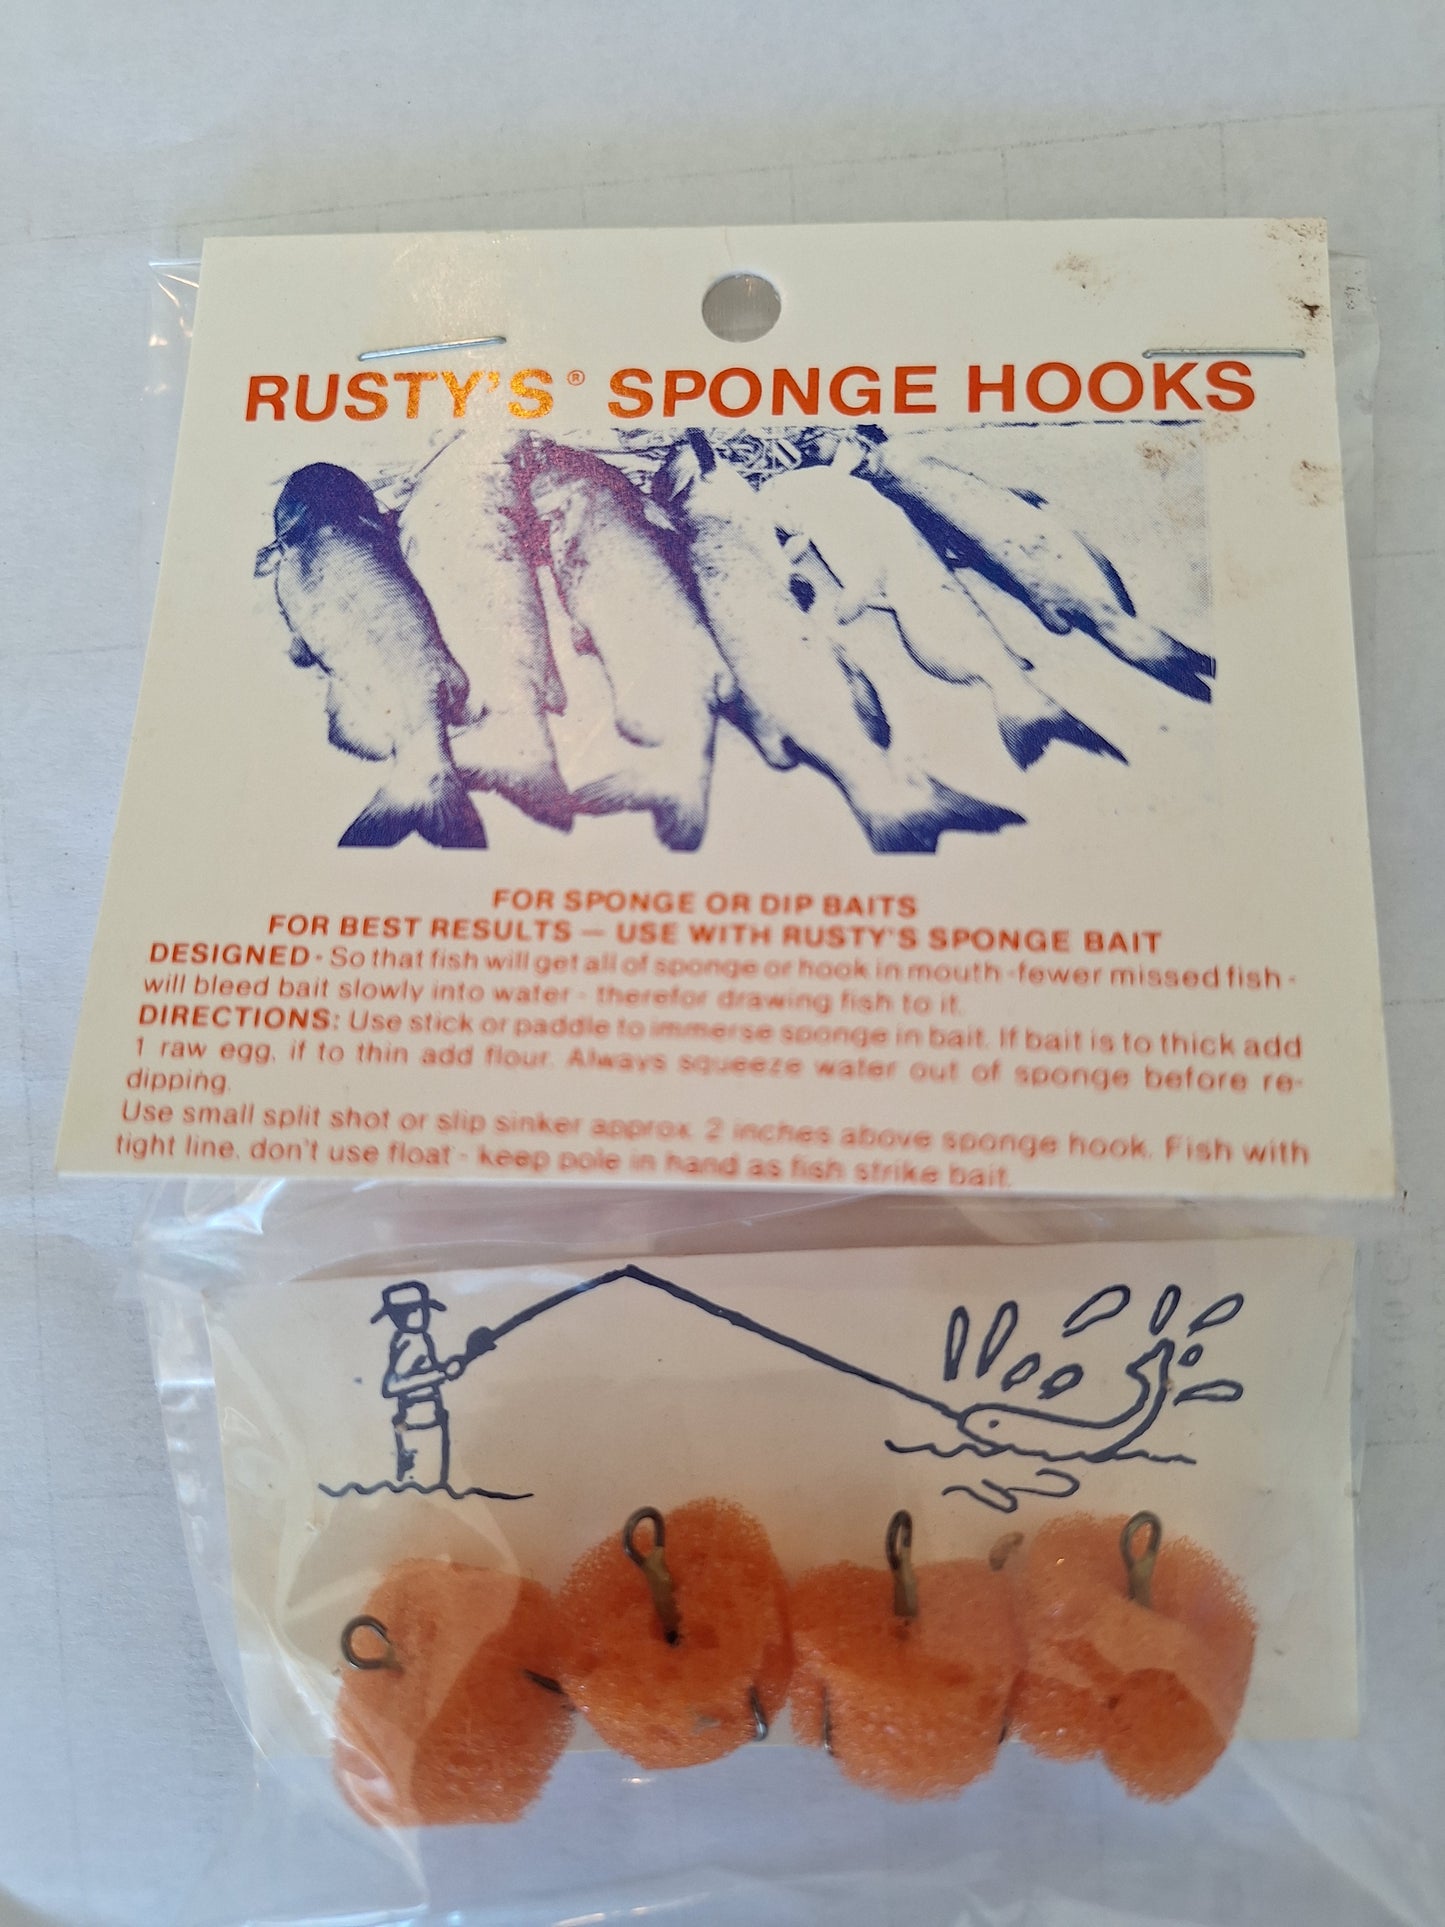 RUSTY'S® SPONGE HOOKS
FOR SPONGE OR DIP BAITS
FOR BEST RESULTS — USE WITH RUSTY'S SPONGE BAIT
DESIGNED - So that fish will get all of sponge or hook in mouth -fewer missed fish -
will bleed bait slowly into water - therefor drawing fish to it.
DIRECTIONS: Use stick or paddle to immerse sponge in bait. If bait is to thick add
1 raw egg, if to thin add flour. Always squeeze water out of sponge before re-
dipping.
Use small split shot or slip sinker approx. 2 inches above sponge hook. Fish with
tight line, don't use float - keep pole in hand as fish strike bait.